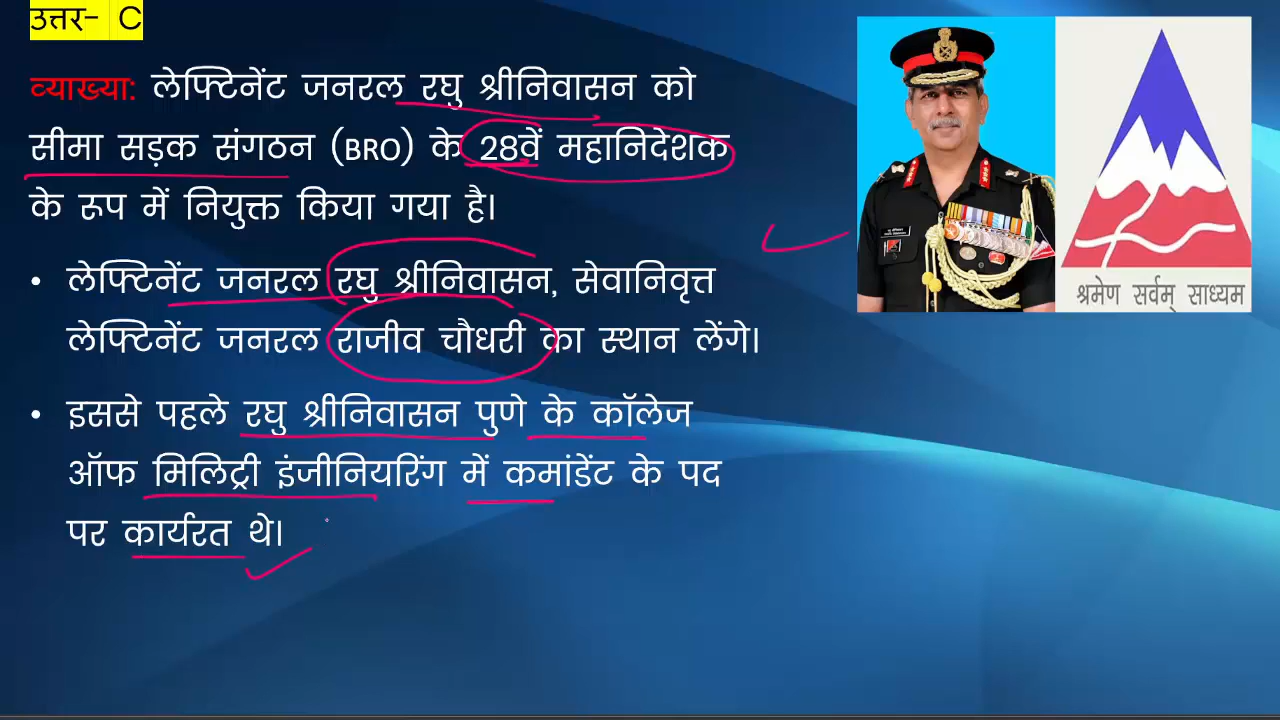 उत्तर- C
व्याख्या: लेफ्टिनेंट जनरल रघु श्रीनिवासन को
सीमा सड़क संगठन (BRO) के 28वें महानिदेशक
के रूप में नियुक्त किया गया है।
• लेफ्टिनेंट जनरल रघु श्रीनिवासन, सेवानिवृत्त
लेफ्टिनेंट जनरल राजीव चौधरी का स्थान लेंगे।
• इससे पहले रघु श्रीनिवासन पुणे के कॉलेज
ऑफ मिलिट्री इंजीनियरिंग में कमांडेंट के पद
पर कार्यरत थे।
श्रमेण सर्वम् साध्यम